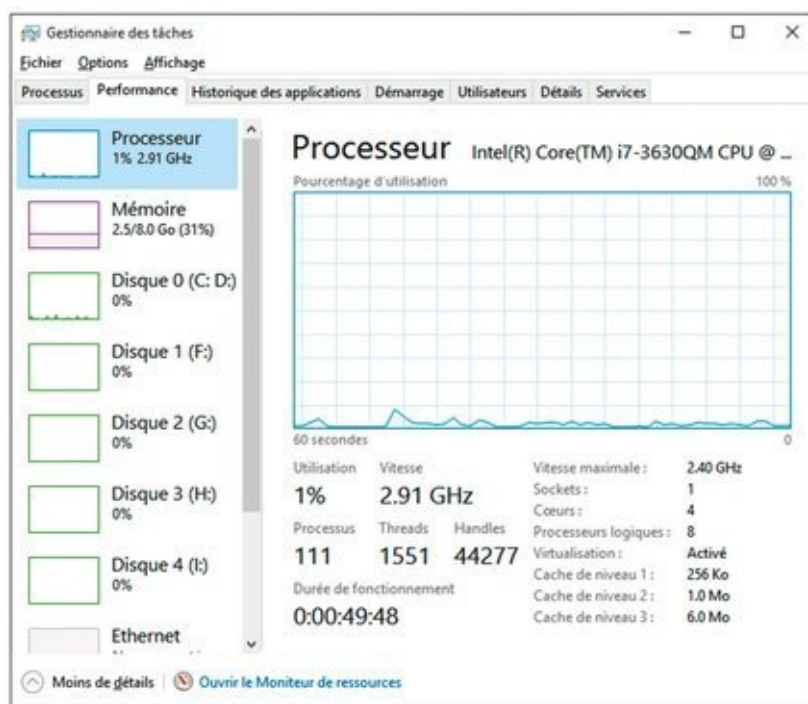 Gestionnaire des tâches
Fichier Options Affichage
Processus Performance Historique des applications Démarrage Utilisateurs Détails Services
Processeur
1% 2.91 GHz
Mémoire
2.5/8.0 Go (31%)
Disque 0 (C: D:)
0%
Disque 1 (F:)
0%
Disque 2 (G:)
0%
Disque 3 (H:)
0%
Disque 4 (I:)
0%
Ethernet
Processeur Intel(R) Core(TM) i7-3630QM CPU @ ...
Pourcentage d'utilisation 100 %
60 secondes 0
Utilisation Vitesse
1% 2.91 GHz
Processus Threads Handles
111 1551 44277
Durée de fonctionnement
0:00:49:48
Vitesse maximale : 2.40 GHz
Sockets : 1
Cœurs : 4
Processeurs logiques : 8
Virtualisation : Activé
Cache de niveau 1 : 256 Ko
Cache de niveau 2 : 1.0 Mo
Cache de niveau 3 : 6.0 Mo
Moins de détails Ouvrir le Moniteur de ressources